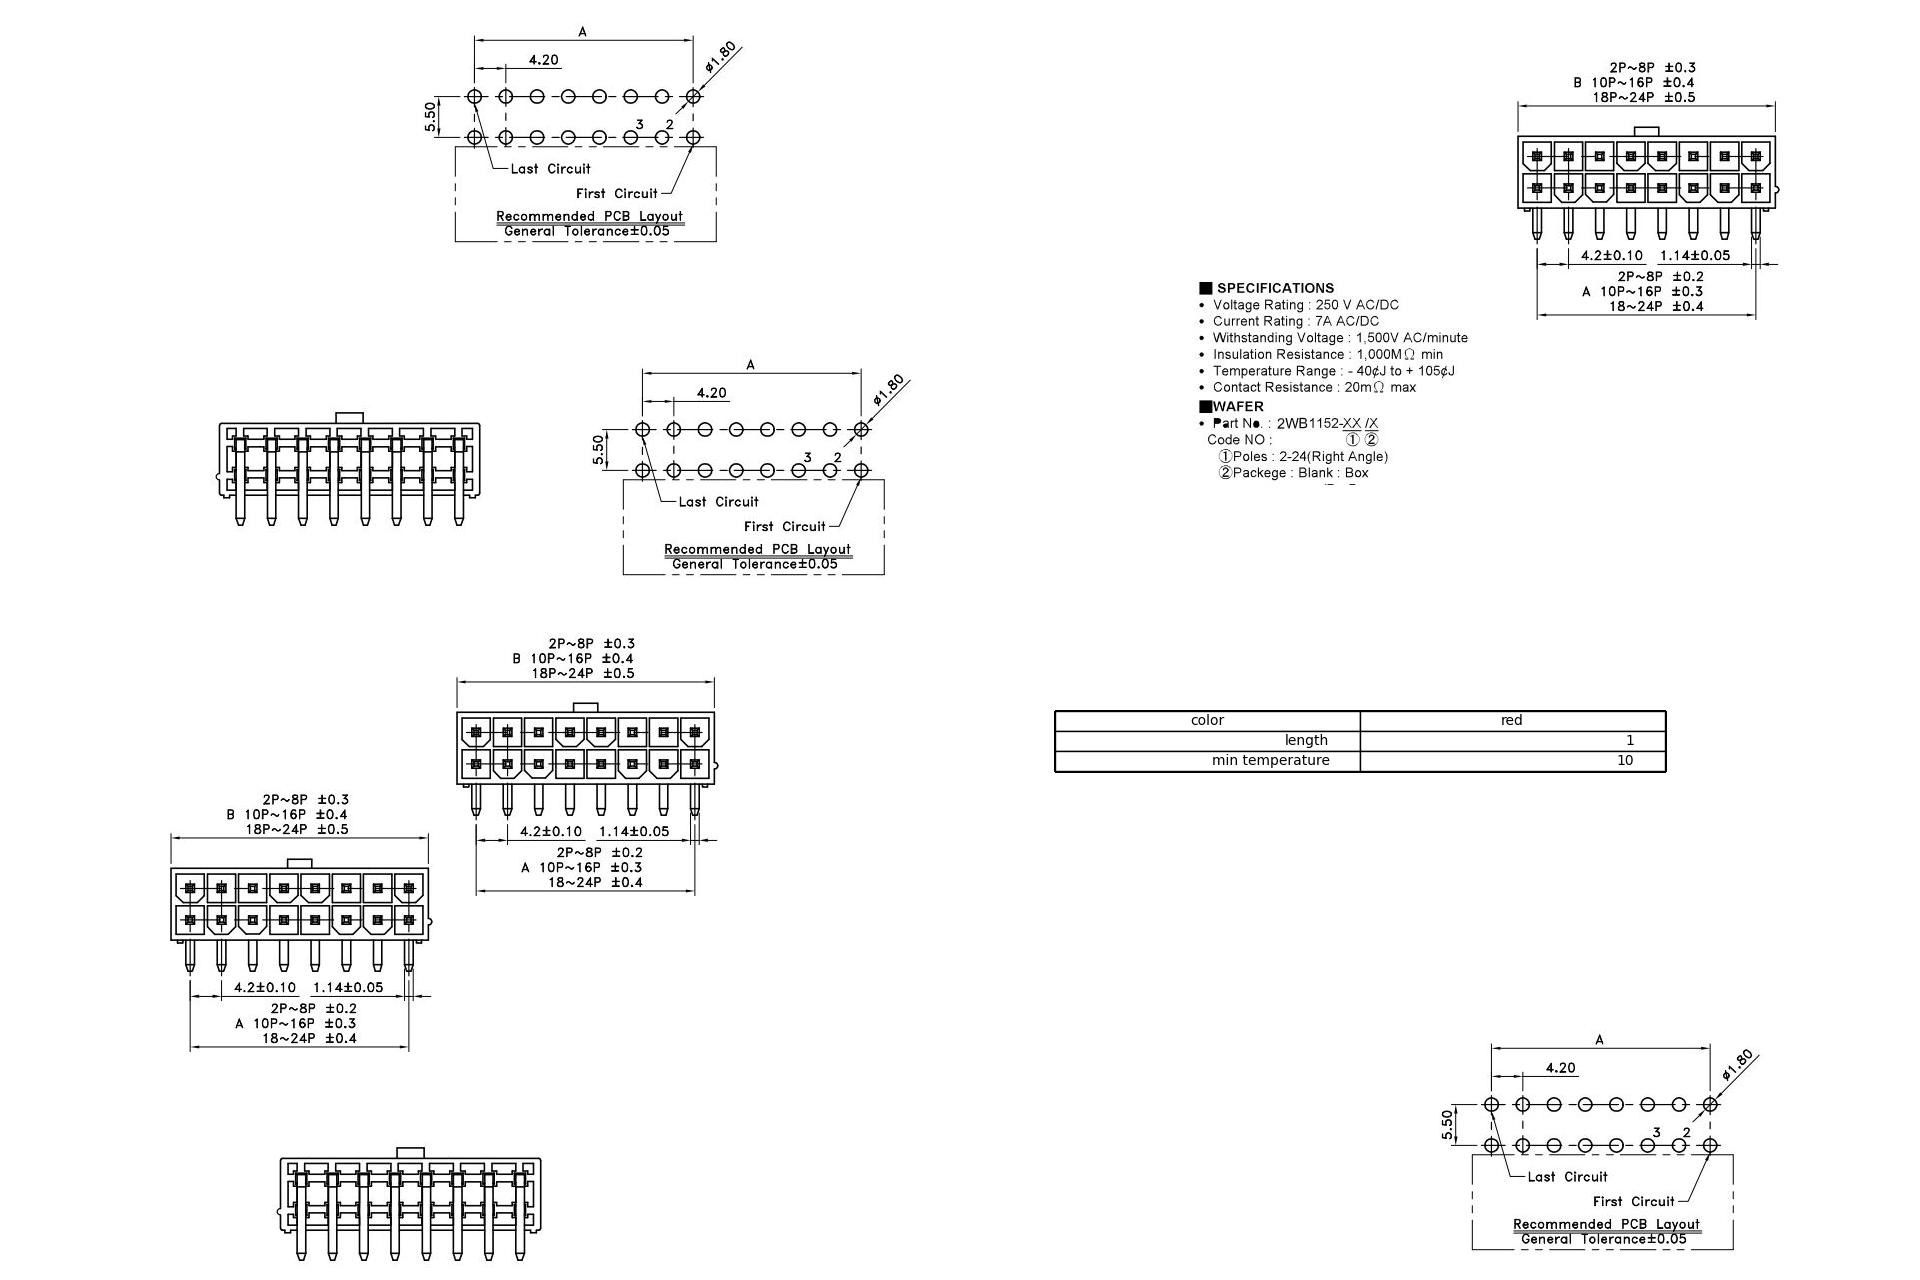 A
4.20
ø1.80
5.50
3 2
Last Circuit
First Circuit
Recommended PCB Layout
General Tolerance±0.05
2P~8P ±0.3
B 10P~16P ±0.4
18P~24P ±0.5
4.2±0.10 1.14±0.05
2P~8P ±0.2
A 10P~16P ±0.3
18~24P ±0.4
■ SPECIFICATIONS
• Voltage Rating : 250 V AC/DC
• Current Rating : 7A AC/DC
• Withstanding Voltage : 1,500V AC/minute
• Insulation Resistance : 1,000MΩ min
• Temperature Range : - 40¢J to + 105¢J
• Contact Resistance : 20mΩ max
■WAFER
• Part No. : 2WB1152-XX /X
Code NO : ① ②
①Poles : 2-24(Right Angle)
②Packege : Blank : Box
A
4.20
ø1.80
5.50
3 2
Last Circuit
First Circuit
Recommended PCB Layout
General Tolerance±0.05
2P~8P ±0.3
B 10P~16P ±0.4
18P~24P ±0.5
4.2±0.10 1.14±0.05
2P~8P ±0.2
A 10P~16P ±0.3
18~24P ±0.4
color red
length 1
min temperature 10
2P~8P ±0.3
B 10P~16P ±0.4
18P~24P ±0.5
4.2±0.10 1.14±0.05
2P~8P ±0.2
A 10P~16P ±0.3
18~24P ±0.4
A
4.20
ø1.80
5.50
3 2
Last Circuit
First Circuit
Recommended PCB Layout
General Tolerance±0.05